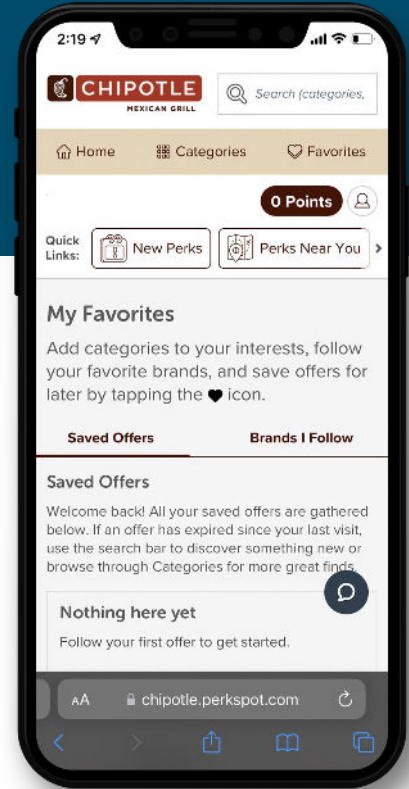 2:19
CHIPOTLE
MEXICAN GRILL
Search (categories,
Home Categories Favorites
0 Points
Quick Links: New Perks Perks Near You
My Favorites
Add categories to your interests, follow
your favorite brands, and save offers for
later by tapping the ♥ icon.
Saved Offers Brands I Follow
Saved Offers
Welcome back! All your saved offers are gathered
below. If an offer has expired since your last visit,
use the search bar to discover something new or
browse through Categories for more great finds.
Nothing here yet
Follow your first offer to get started.
AA chipotle.perkspot.com